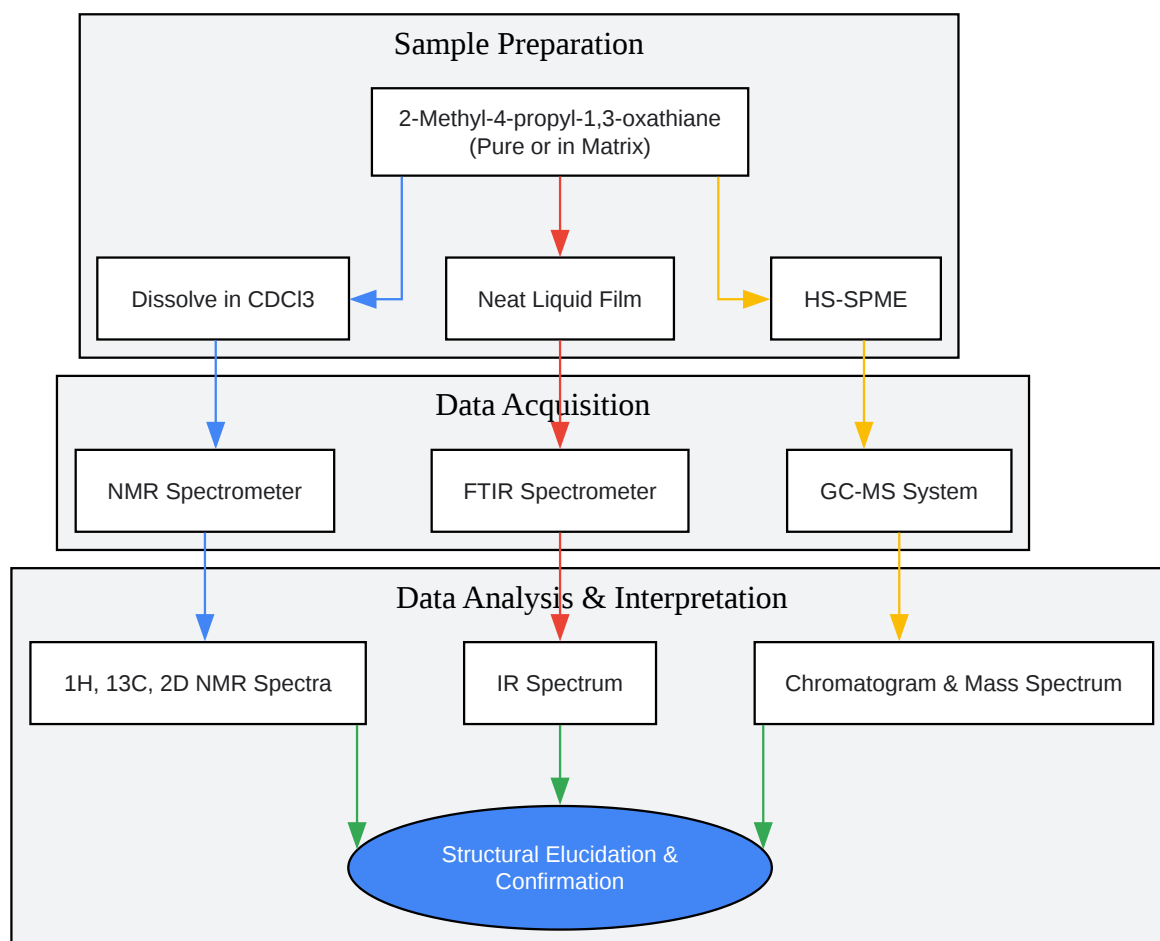 Sample Preparation
2-Methyl-4-propyl-1,3-oxathiane
(Pure or in Matrix)
Dissolve in CDCl3
Neat Liquid Film
HS-SPME
Data Acquisition
NMR Spectrometer
FTIR Spectrometer
GC-MS System
Data Analysis & Interpretation
1H, 13C, 2D NMR Spectra
IR Spectrum
Chromatogram & Mass Spectrum
Structural Elucidation &
Confirmation